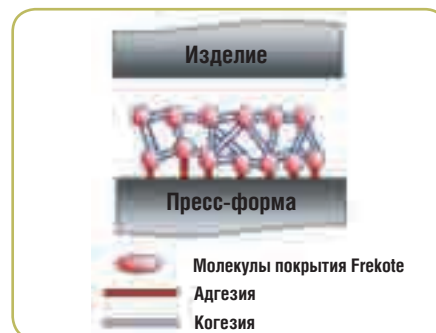 Изделие
Пресс-форма
Молекулы покрытия Frekote
Адгезия
Когезия